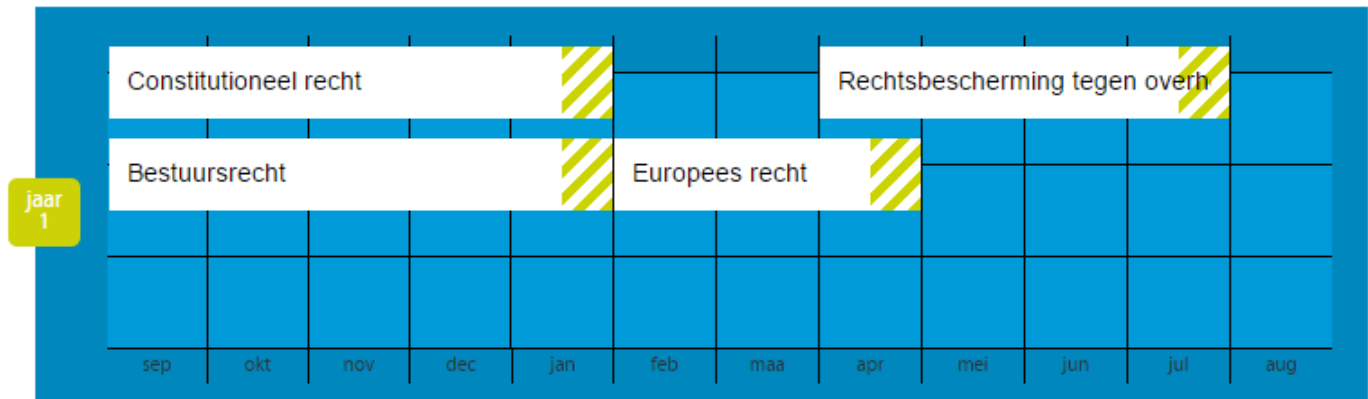 Constitutioneel recht
Rechtsbescherming tegen overh
Bestuursrecht
Europees recht
jaar
1
sep okt nov dec jan feb maa apr mei jun jul aug